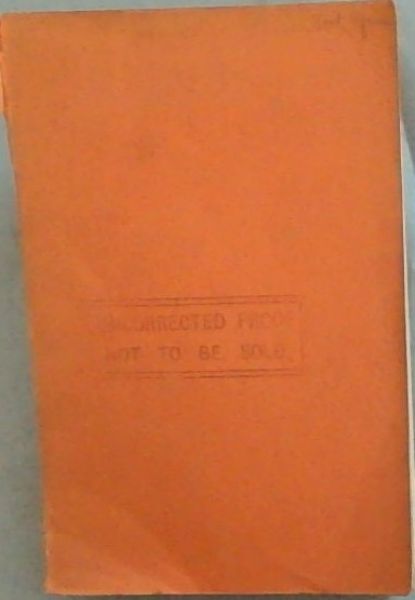 UNCORRECTED PROOF
NOT TO BE SOLD.